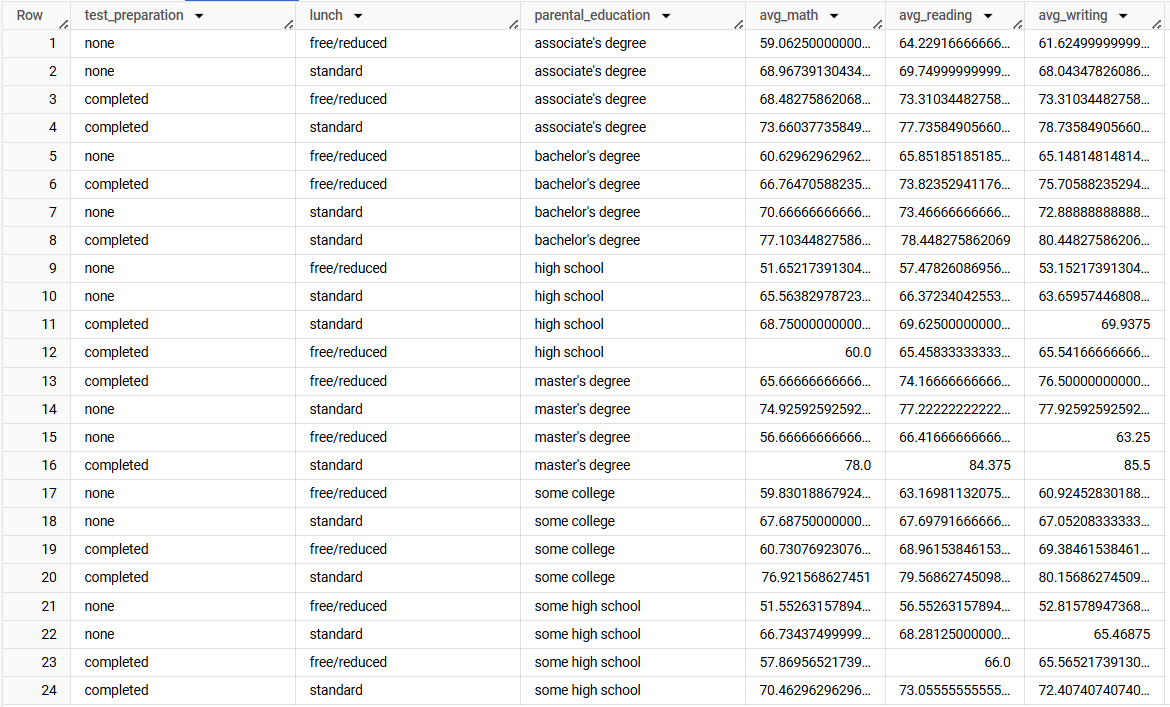 Row test_preparation lunch parental_education avg_math avg_reading avg_writing
1 none free/reduced associate's degree 59.06250000000... 64.22916666666... 61.62499999999...
2 none standard associate's degree 68.96739130434... 69.74999999999... 68.04347826086...
3 completed free/reduced associate's degree 68.48275862068... 73.31034482758... 73.31034482758...
4 completed standard associate's degree 73.66037735849... 77.73584905660... 78.73584905660...
5 none free/reduced bachelor's degree 60.62962962962... 65.85185185185... 65.14814814814...
6 completed free/reduced bachelor's degree 66.76470588235... 73.82352941176... 75.70588235294...
7 none standard bachelor's degree 70.66666666666... 73.46666666666... 72.88888888888...
8 completed standard bachelor's degree 77.10344827586... 78.448275862069 80.44827586206...
9 none free/reduced high school 51.65217391304... 57.47826086956... 53.15217391304...
10 none standard high school 65.56382978723... 66.37234042553... 63.65957446808...
11 completed standard high school 68.75000000000... 69.62500000000... 69.9375
12 completed free/reduced high school 60.0 65.45833333333... 65.54166666666...
13 completed free/reduced master's degree 65.66666666666... 74.16666666666... 76.50000000000...
14 none standard master's degree 74.92592592592... 77.22222222222... 77.92592592592...
15 none free/reduced master's degree 56.66666666666... 66.41666666666... 63.25
16 completed standard master's degree 78.0 84.375 85.5
17 none free/reduced some college 59.83018867924... 63.16981132075... 60.92452830188...
18 none standard some college 67.68750000000... 67.69791666666... 67.05208333333...
19 completed free/reduced some college 60.73076923076... 68.96153846153... 69.38461538461...
20 completed standard some college 76.921568627451 79.56862745098... 80.15686274509...
21 none free/reduced some high school 51.55263157894... 56.55263157894... 52.81578947368...
22 none standard some high school 66.73437499999... 68.28125000000... 65.46875
23 completed free/reduced some high school 57.86956521739... 66.0 65.56521739130...
24 completed standard some high school 70.46296296296... 73.05555555555... 72.40740740740...